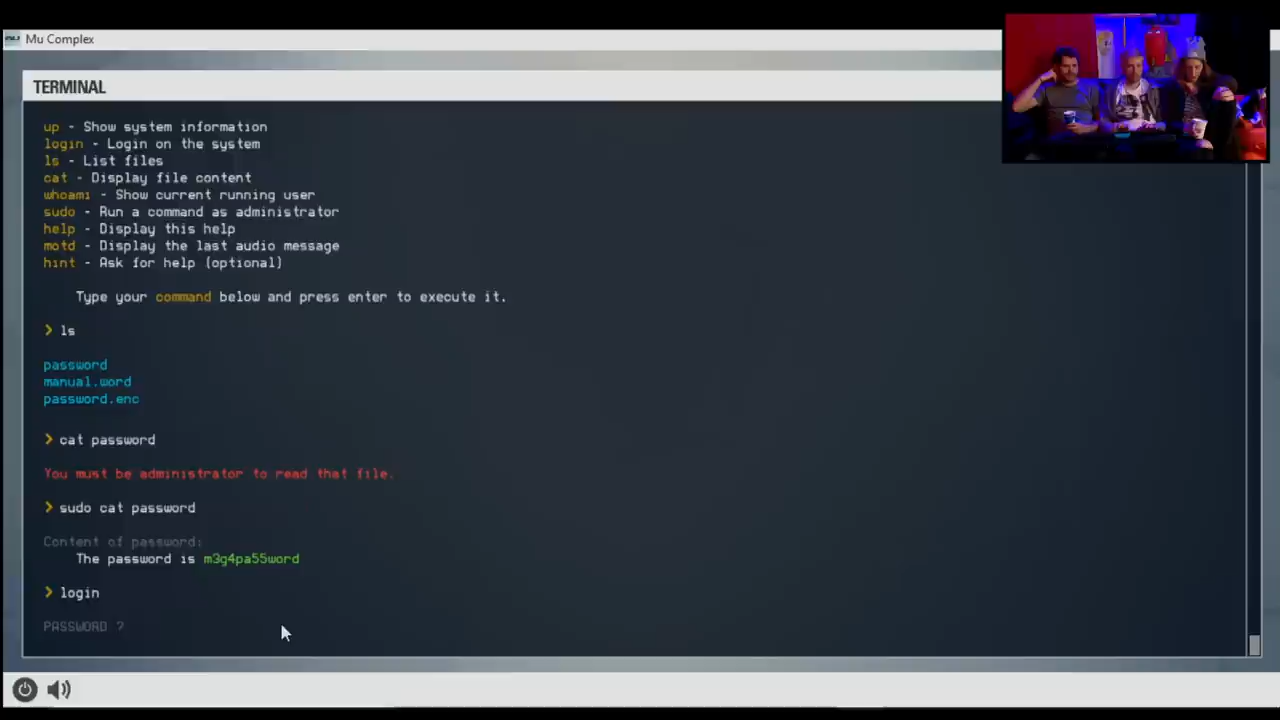 Mu Complex
TERMINAL
up - Show system information
login - Login on the system
ls - List files
cat - Display file content
whoami - Show current running user
sudo - Run a command as administrator
help - Display this help
motd - Display the last audio message
hint - Ask for help (optional)
Type your command below and press enter to execute it.
> ls
password
manual.word
password.enc
> cat password
You must be administrator to read that file.
> sudo cat password
Content of password:
The password is m3g4pa55word
> login
PASSWORD ?